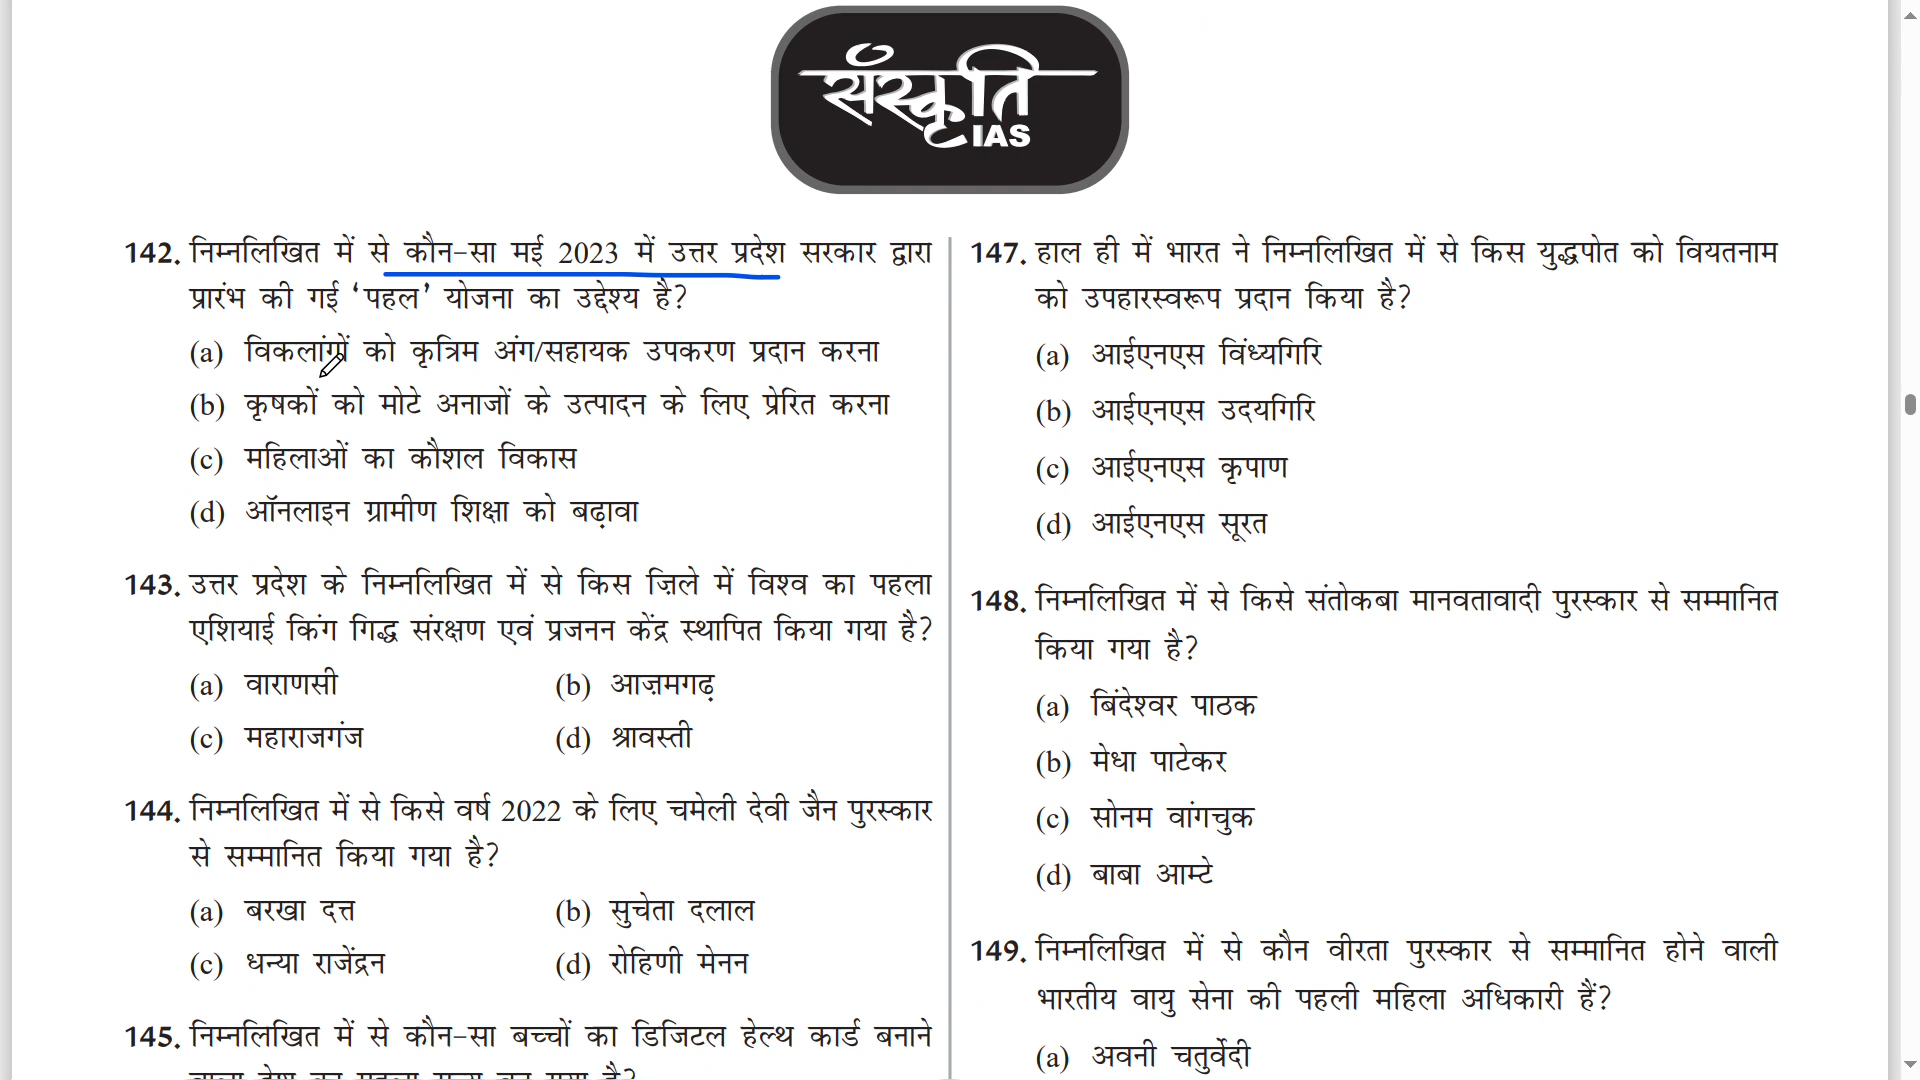 संस्कृति
IAS
142. निम्नलिखित में से कौन-सा मई 2023 में उत्तर प्रदेश सरकार द्वारा
प्रारंभ की गई ‘पहल’ योजना का उद्देश्य है?
(a) विकलांगों को कृत्रिम अंग/सहायक उपकरण प्रदान करना
(b) कृषकों को मोटे अनाजों के उत्पादन के लिए प्रेरित करना
(c) महिलाओं का कौशल विकास
(d) ऑनलाइन ग्रामीण शिक्षा को बढ़ावा
143. उत्तर प्रदेश के निम्नलिखित में से किस ज़िले में विश्व का पहला
एशियाई किंग गिद्ध संरक्षण एवं प्रजनन केंद्र स्थापित किया गया है?
(a) वाराणसी (b) आज़मगढ़
(c) महाराजगंज (d) श्रावस्ती
144. निम्नलिखित में से किसे वर्ष 2022 के लिए चमेली देवी जैन पुरस्कार
से सम्मानित किया गया है?
(a) बरखा दत्त (b) सुचेता दलाल
(c) धन्या राजेंद्रन (d) रोहिणी मेनन
145. निम्नलिखित में से कौन-सा बच्चों का डिजिटल हेल्थ कार्ड बनाने
147. हाल ही में भारत ने निम्नलिखित में से किस युद्धपोत को वियतनाम
को उपहारस्वरूप प्रदान किया है?
(a) आईएनएस विंध्यगिरि
(b) आईएनएस उदयगिरि
(c) आईएनएस कृपाण
(d) आईएनएस सूरत
148. निम्नलिखित में से किसे संतोकबा मानवतावादी पुरस्कार से सम्मानित
किया गया है?
(a) बिंदेश्वर पाठक
(b) मेधा पाटेकर
(c) सोनम वांगचुक
(d) बाबा आम्टे
149. निम्नलिखित में से कौन वीरता पुरस्कार से सम्मानित होने वाली
भारतीय वायु सेना की पहली महिला अधिकारी हैं?
(a) अवनी चतुर्वेदी